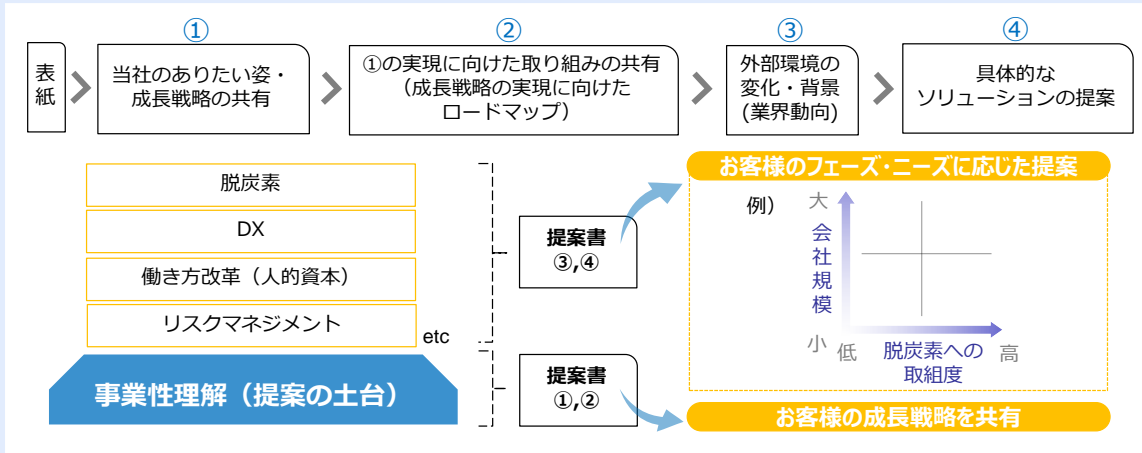 ①
②
③
④
表
紙
当社のありたい姿・
成長戦略の共有
①の実現に向けた取り組みの共有
（成長戦略の実現に向けた
ロードマップ）
外部環境の
変化・背景
(業界動向)
具体的な
ソリューションの提案
脱炭素
DX
働き方改革（人的資本）
リスクマネジメント
etc
事業性理解（提案の土台）
提案書
③,④
提案書
①,②
お客様のフェーズ・ニーズに応じた提案
例）
大
会社規模
小
低
脱炭素への
取組度
高
お客様の成長戦略を共有